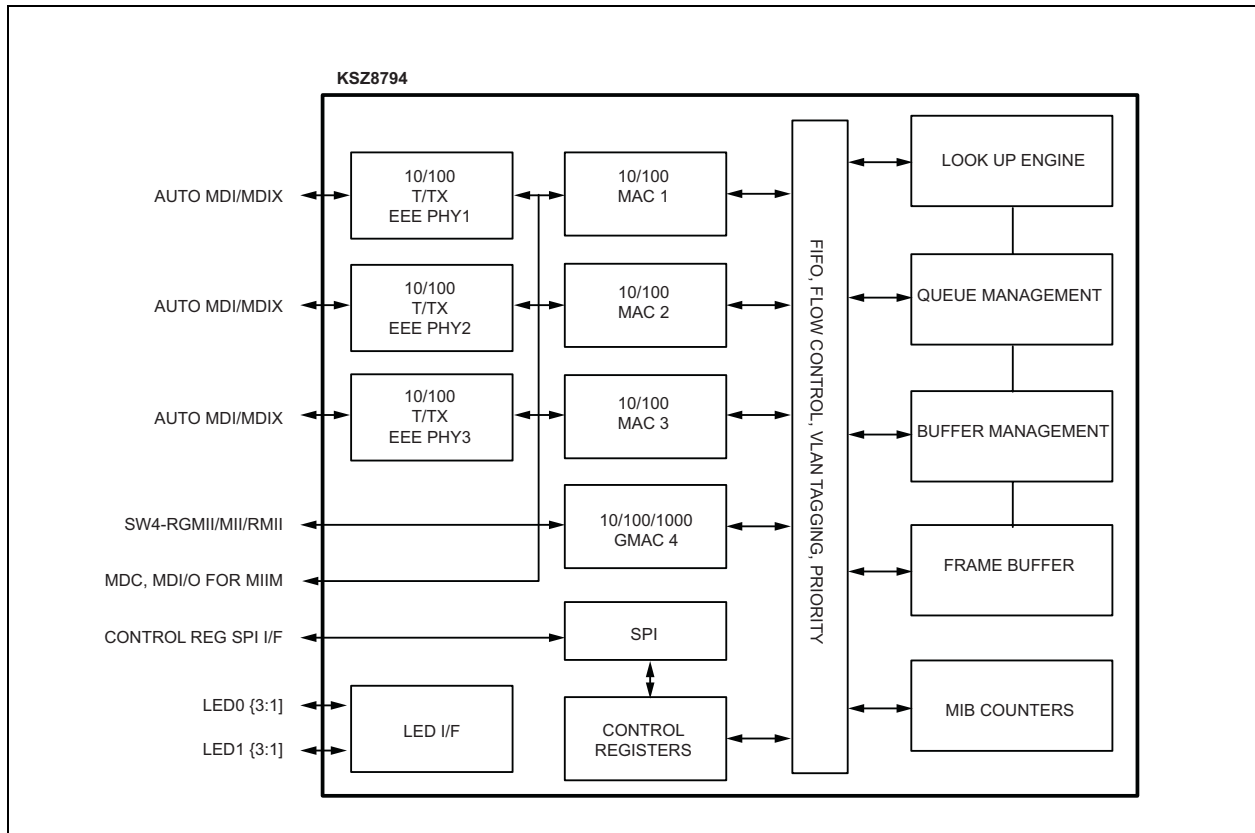 KSZ8794
AUTO MDI/MDIX
10/100
T/TX
EEE PHY1
10/100
MAC 1
LOOK UP ENGINE
AUTO MDI/MDIX
10/100
T/TX
EEE PHY2
10/100
MAC 2
QUEUE MANAGEMENT
AUTO MDI/MDIX
10/100
T/TX
EEE PHY3
10/100
MAC 3
BUFFER MANAGEMENT
FIFO, FLOW CONTROL, VLAN TAGGING, PRIORITY
SW4-RGMII/MII/RMII
10/100/1000
GMAC 4
FRAME BUFFER
MDC, MDI/O FOR MIIM
CONTROL REG SPI I/F
SPI
LED0 {3:1]
LED1 {3:1]
LED I/F
CONTROL
REGISTERS
MIB COUNTERS